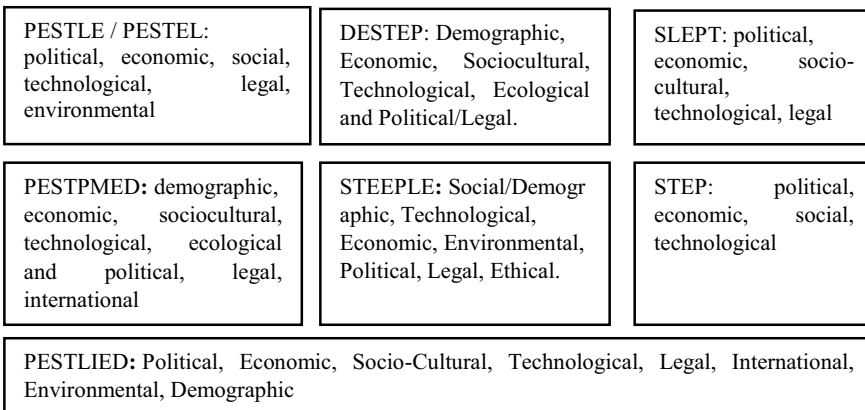 PESTLE / PESTEL:
political, economic, social,
technological, legal,
environmental
DESTEP: Demographic,
Economic, Sociocultural,
Technological, Ecological
and Political/Legal.
SLEPT: political,
economic, socio-
cultural,
technological, legal
PESTPMED: demographic,
economic, sociocultural,
technological, ecological
and political, legal,
international
STEEPLE: Social/Demogr
aphic, Technological,
Economic, Environmental,
Political, Legal, Ethical.
STEP: political,
economic, social,
technological
PESTLIED: Political, Economic, Socio-Cultural, Technological, Legal, International,
Environmental, Demographic